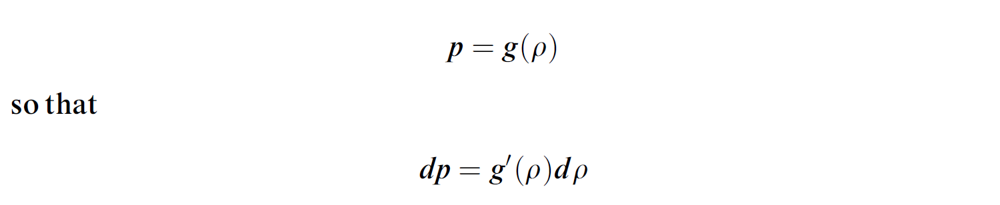 p = g(ρ)
so that
dp = g′(ρ)dρ